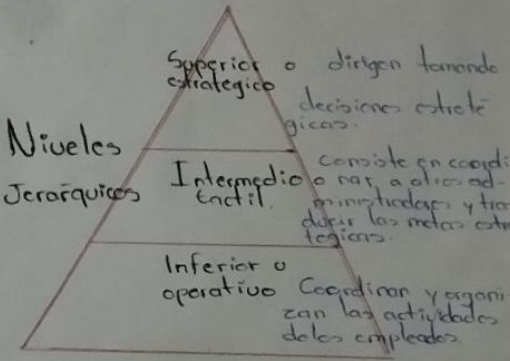 Niveles
Jerárquicos
Superior o
estrategico
dirigen tomando
decisiones estraté
gicas.
Intermedio o
tactil.
consiste en coordi
nar, a otros ad-
ministradores y tra
ducir las metas estra
tegicas.
Inferior o
operativo
Coordinan y organi
zan las actividades
de los empleados.